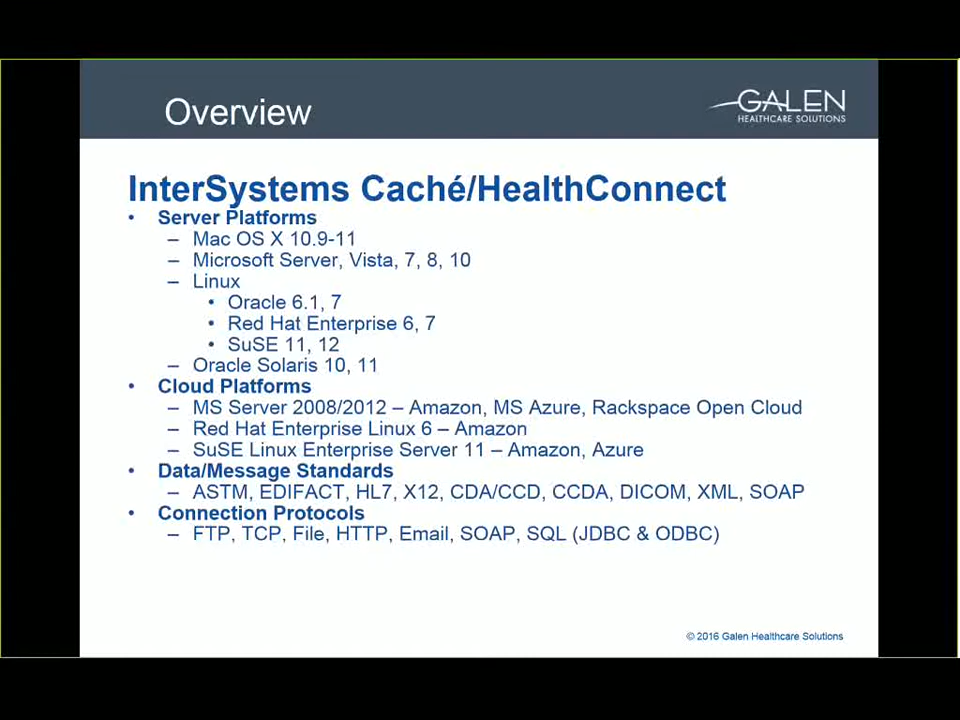 Overview
GALEN
HEALTHCARE SOLUTIONS
InterSystems Caché/HealthConnect
• Server Platforms
– Mac OS X 10.9-11
– Microsoft Server, Vista, 7, 8, 10
– Linux
• Oracle 6.1, 7
• Red Hat Enterprise 6, 7
• SuSE 11, 12
– Oracle Solaris 10, 11
• Cloud Platforms
– MS Server 2008/2012 – Amazon, MS Azure, Rackspace Open Cloud
– Red Hat Enterprise Linux 6 – Amazon
– SuSE Linux Enterprise Server 11 – Amazon, Azure
• Data/Message Standards
– ASTM, EDIFACT, HL7, X12, CDA/CCD, CCDA, DICOM, XML, SOAP
• Connection Protocols
– FTP, TCP, File, HTTP, Email, SOAP, SQL (JDBC & ODBC)
© 2016 Galen Healthcare Solutions